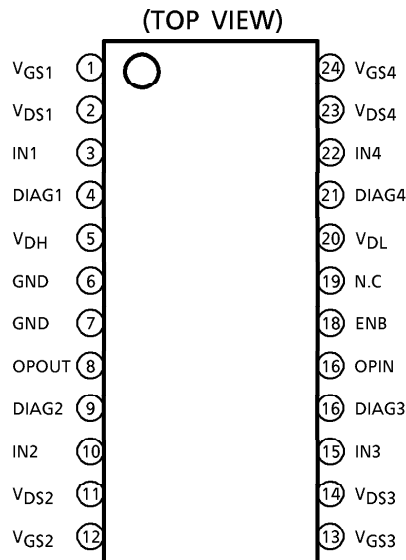 (TOP VIEW)
VGS1 1 24 VGS4
VDS1 2 23 VDS4
IN1 3 22 IN4
DIAG1 4 21 DIAG4
VDH 5 20 VDL
GND 6 19 N.C
GND 7 18 ENB
OPOUT 8 16 OPIN
DIAG2 9 16 DIAG3
IN2 10 15 IN3
VDS2 11 14 VDS3
VGS2 12 13 VGS3